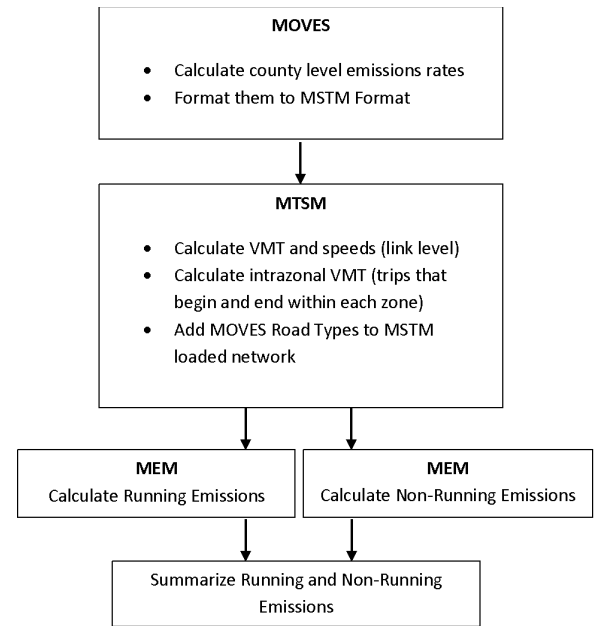 MOVES
• Calculate county level emissions rates
• Format them to MSTM Format
MTSM
• Calculate VMT and speeds (link level)
• Calculate intrazonal VMT (trips that
begin and end within each zone)
• Add MOVES Road Types to MSTM
loaded network
MEM
Calculate Running Emissions
MEM
Calculate Non-Running Emissions
Summarize Running and Non-Running
Emissions